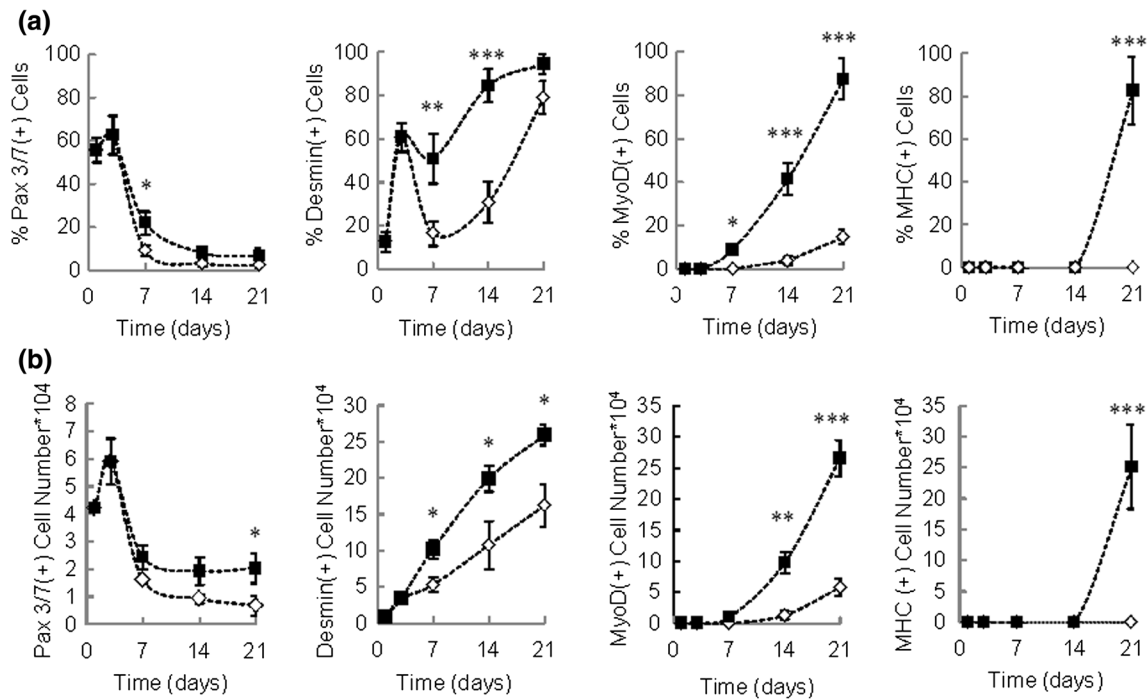 (a)
% Pax 3/7(+) Cells
100
80
60
40
20
0
*
0 7 14 21
Time (days)
% Desmin(+) Cells
100
80
60
40
20
0
** ***
0 7 14 21
Time (days)
% MyoD(+) Cells
100
80
60
40
20
0
* *** ***
0 7 14 21
Time (days)
% MHC(+) Cells
100
80
60
40
20
0
***
0 7 14 21
Time (days)
(b)
Pax 3/7(+) Cell Number*104
8
7
6
5
4
3
2
1
0
*
0 7 14 21
Time (days)
Desmin(+) Cell Number*10⁴
30
25
20
15
10
5
0
* * *
0 7 14 21
Time (days)
MyoD(+) Cell Number*10⁴
35
30
25
20
15
10
5
0
** ***
0 7 14 21
Time (days)
MHC (+) Cell Number*10⁴
35
30
25
20
15
10
5
0
***
0 7 14 21
Time (days)